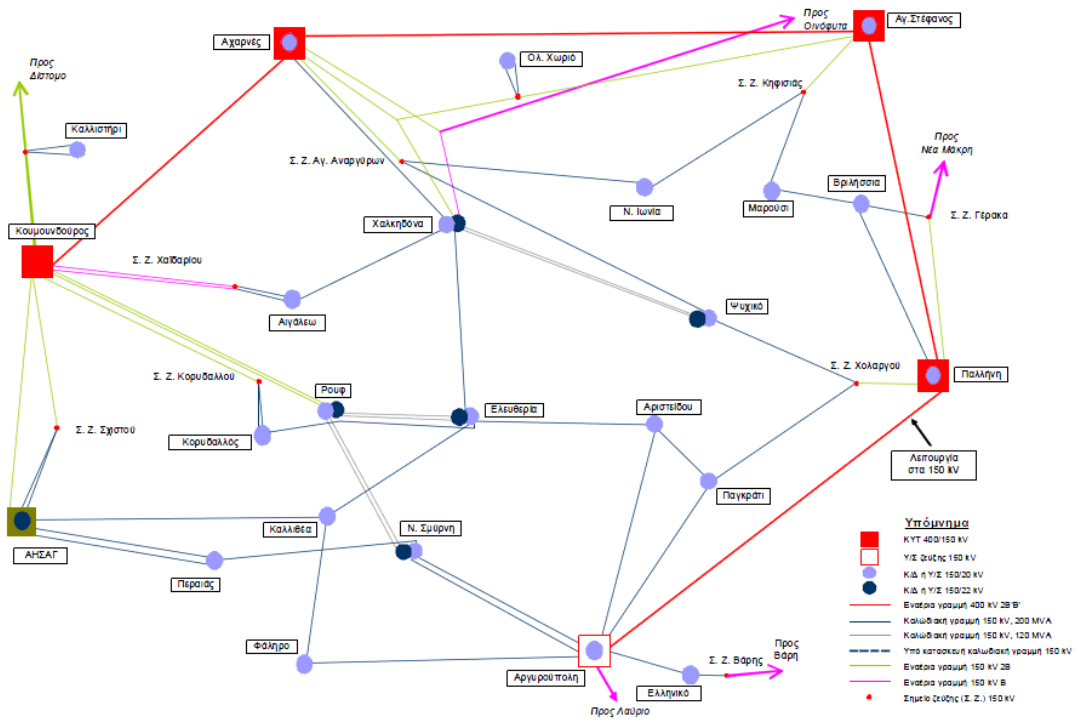 Προς
Οινόφυτα
Αγ.Στέφανος
Αχαρνές
Ολ. Χωριό
Προς
Δίστομο
Σ. Ζ. Κηφισιάς
Καλλιστήρι
Προς
Νέα Μάκρη
Σ. Ζ. Αγ. Αναργύρων
Βριλήσσια
Ν. Ιωνία
Μαρούσι
Σ. Ζ. Γέρακα
Χαλκηδόνα
Κουμουνδούρος
Σ. Ζ. Χαϊδαρίου
Αιγάλεω
Ψυχικό
Σ. Ζ. Χολαργού
Παλλήνη
Σ. Ζ. Κορυδαλλού
Ρουφ
Ελευθερία
Αριστείδου
Σ. Ζ. Σχιστού
Κορυδαλλός
Λειτουργία
στα 150 kV
Παγκράτι
Καλλιθέα
Ν. Σμύρνη
ΑΗΣΑΓ
Περαιάς
Φάληρο
Αργυρούπολη
Σ. Ζ. Βάρης
Προς
Βάρη
Ελληνικό
Προς Λαύριο
Υπόμνημα
ΚΥΤ 400/150 kV
Υ/Σ ζεύξης 150 kV
Κ/Δ ή Υ/Σ 150/20 kV
Κ/Δ ή Υ/Σ 150/22 kV
Εναέρια γραμμή 400 kV 2Β'Β'
Καλωδιακή γραμμή 150 kV, 200 MVA
Καλωδιακή γραμμή 150 kV, 120 MVA
Υπό κατασκευή καλωδιακή γραμμή 150 kV
Εναέρια γραμμή 150 kV 2Β
Εναέρια γραμμή 150 kV Β
Σημείο ζεύξης (Σ. Ζ.) 150 kV